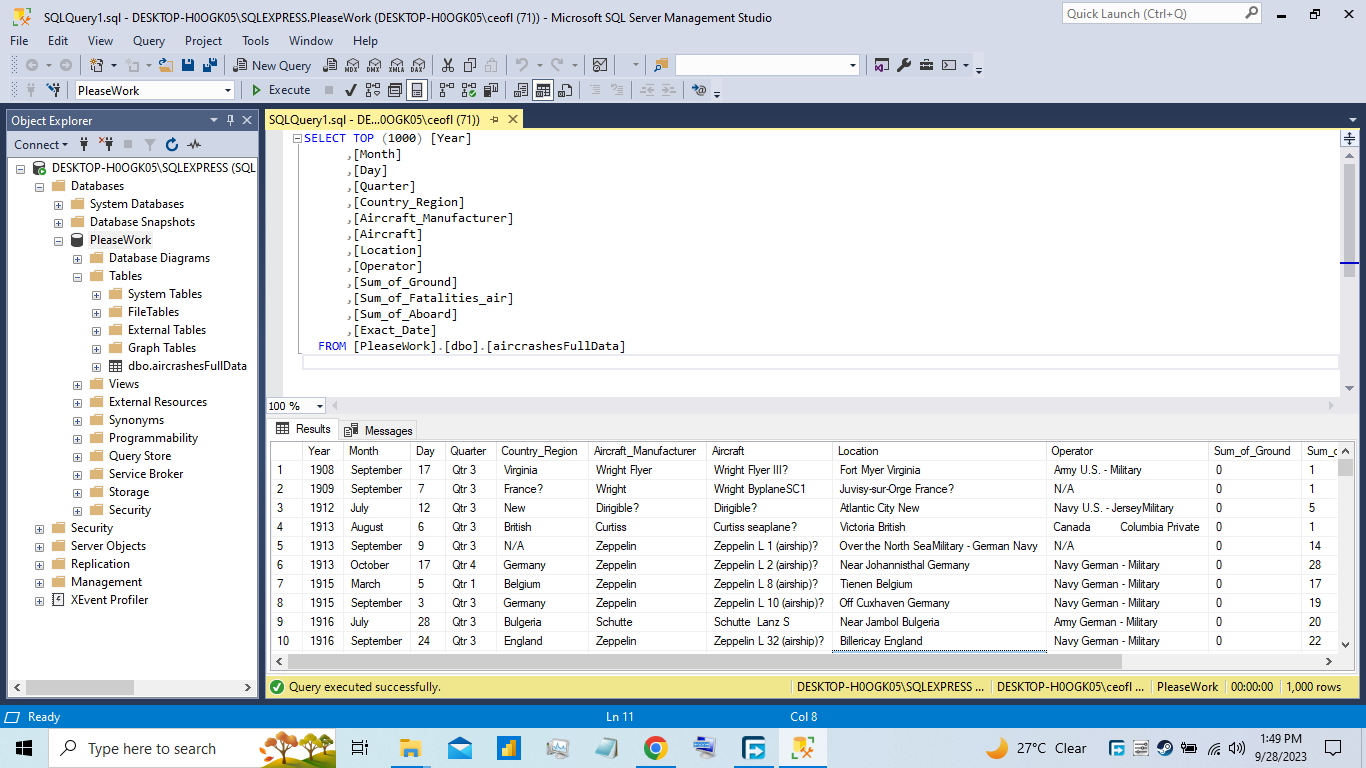 SQLQuery1.sql - DESKTOP-H0OGK05\SQLEXPRESS.PleaseWork (DESKTOP-H0OGK05\ceofl (71)) - Microsoft SQL Server Management Studio
Quick Launch (Ctrl+Q)
File Edit View Query Project Tools Window Help
New Query MDX DMX XMLA DAX
PleaseWork Execute
Object Explorer
SQLQuery1.sql - DE...0OGK05\ceofl (71))
Connect
DESKTOP-H0OGK05\SQLEXPRESS (SQL
Databases
System Databases
Database Snapshots
PleaseWork
Database Diagrams
Tables
System Tables
FileTables
External Tables
Graph Tables
dbo.aircrashesFullData
Views
External Resources
Synonyms
Programmability
Query Store
Service Broker
Storage
Security
Security
Server Objects
Replication
Management
XEvent Profiler
SELECT TOP (1000) [Year]
,[Month]
,[Day]
,[Quarter]
,[Country_Region]
,[Aircraft_Manufacturer]
,[Aircraft]
,[Location]
,[Operator]
,[Sum_of_Ground]
,[Sum_of_Fatalities_air]
,[Sum_of_Aboard]
,[Exact_Date]
FROM [PleaseWork].[dbo].[aircrashesFullData]
100 %
Results Messages
Year Month Day Quarter Country_Region Aircraft_Manufacturer Aircraft Location Operator Sum_of_Ground Sum_c
1 1908 September 17 Qtr 3 Virginia Wright Flyer Wright Flyer III? Fort Myer Virginia Army U.S. - Military 0 1
2 1909 September 7 Qtr 3 France? Wright Wright ByplaneSC1 Juvisy-sur-Orge France? N/A 0 1
3 1912 July 12 Qtr 3 New Dirigible? Dirigible? Atlantic City New Navy U.S. - JerseyMilitary 0 5
4 1913 August 6 Qtr 3 British Curtiss Curtiss seaplane? Victoria British Canada Columbia Private 0 1
5 1913 September 9 Qtr 3 N/A Zeppelin Zeppelin L 1 (airship)? Over the North SeaMilitary - German Navy N/A 0 14
6 1913 October 17 Qtr 4 Germany Zeppelin Zeppelin L 2 (airship)? Near Johannisthal Germany Navy German - Military 0 28
7 1915 March 5 Qtr 1 Belgium Zeppelin Zeppelin L 8 (airship)? Tienen Belgium Navy German - Military 0 17
8 1915 September 3 Qtr 3 Germany Zeppelin Zeppelin L 10 (airship)? Off Cuxhaven Germany Navy German - Military 0 19
9 1916 July 28 Qtr 3 Bulgeria Schutte Schutte Lanz S Near Jambol Bulgeria Army German - Military 0 20
10 1916 September 24 Qtr 3 England Zeppelin Zeppelin L 32 (airship)? Billericay England Navy German - Military 0 22
Query executed successfully. DESKTOP-H0OGK05\SQLEXPRESS ... DESKTOP-H0OGK05\ceofl ... PleaseWork 00:00:00 1,000 rows
Ready Ln 11 Col 8
Type here to search 27°C Clear 1:49 PM
9/28/2023